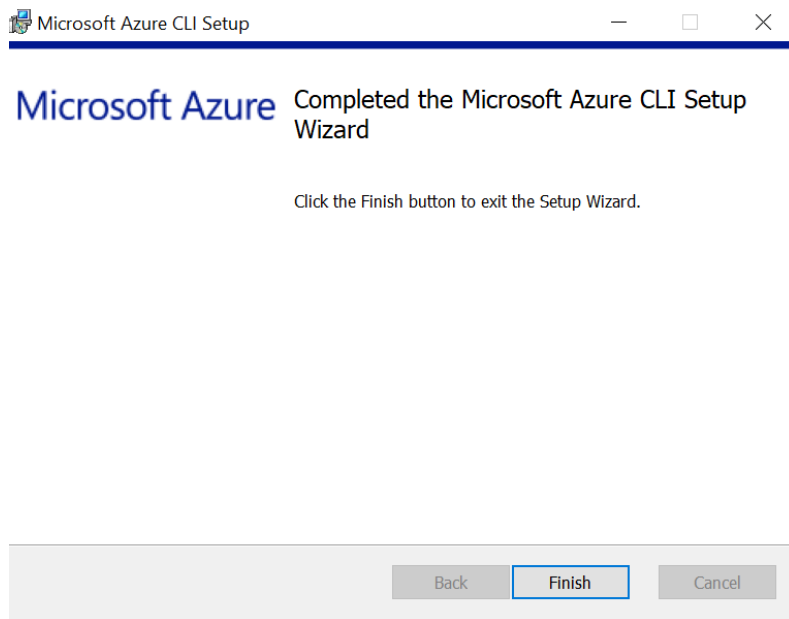 Microsoft Azure CLI Setup
Microsoft Azure
Completed the Microsoft Azure CLI Setup
Wizard
Click the Finish button to exit the Setup Wizard.
Back
Finish
Cancel